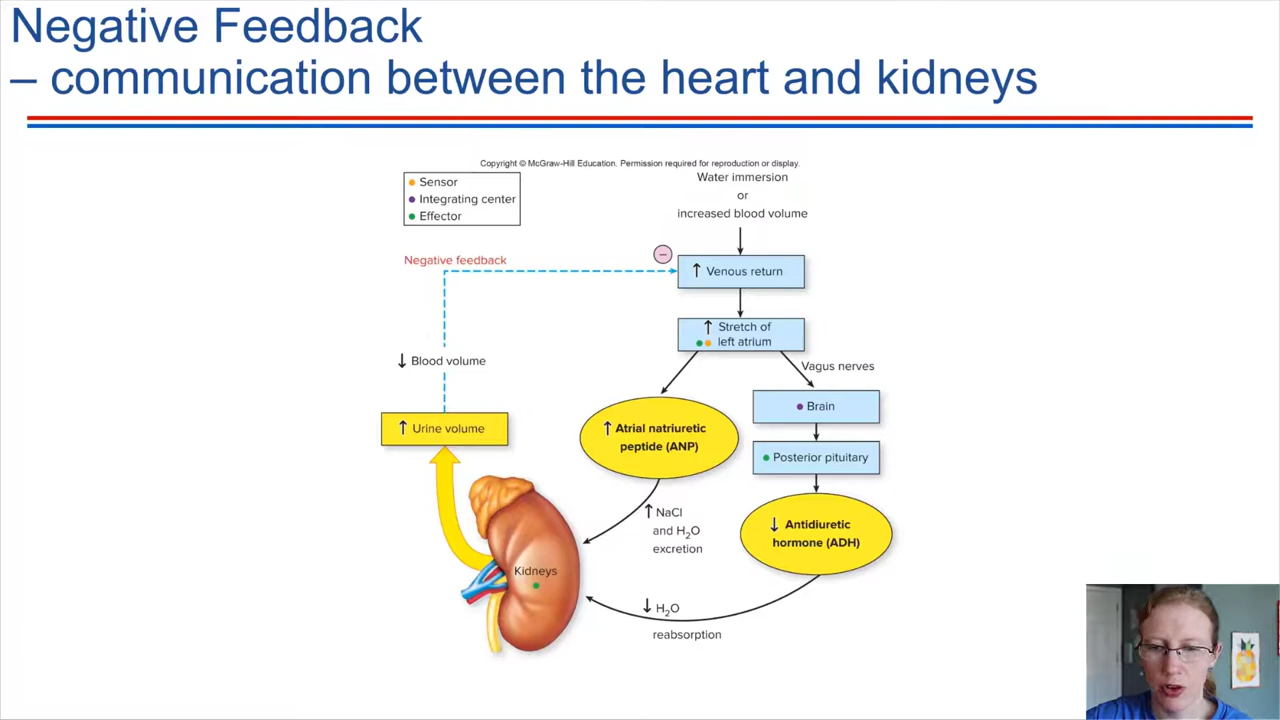 Negative Feedback
– communication between the heart and kidneys
Copyright © McGraw-Hill Education. Permission required for reproduction or display.
Sensor
Integrating center
Effector
Water immersion
or
increased blood volume
Negative feedback
−
↑ Venous return
↑ Stretch of
left atrium
↓ Blood volume
Vagus nerves
Brain
↑ Urine volume
↑ Atrial natriuretic
peptide (ANP)
Posterior pituitary
↑ NaCl
and H₂O
excretion
↓ Antidiuretic
hormone (ADH)
Kidneys
↓ H₂O
reabsorption